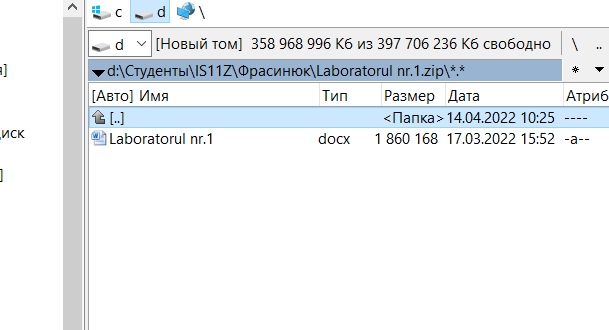 c d \
d [Новый том] 358 968 996 Кб из 397 706 236 Кб свободно \ ..
я]
d:\Студенты\IS11Z\Фрасинюк\Laboratorul nr.1.zip\*.* * ▼
[Авто] Имя Тип Размер Дата Атриб
[..] <Папка> 14.04.2022 10:25 ----
диск
Laboratorul nr.1 docx 1 860 168 17.03.2022 15:52 -a--
]